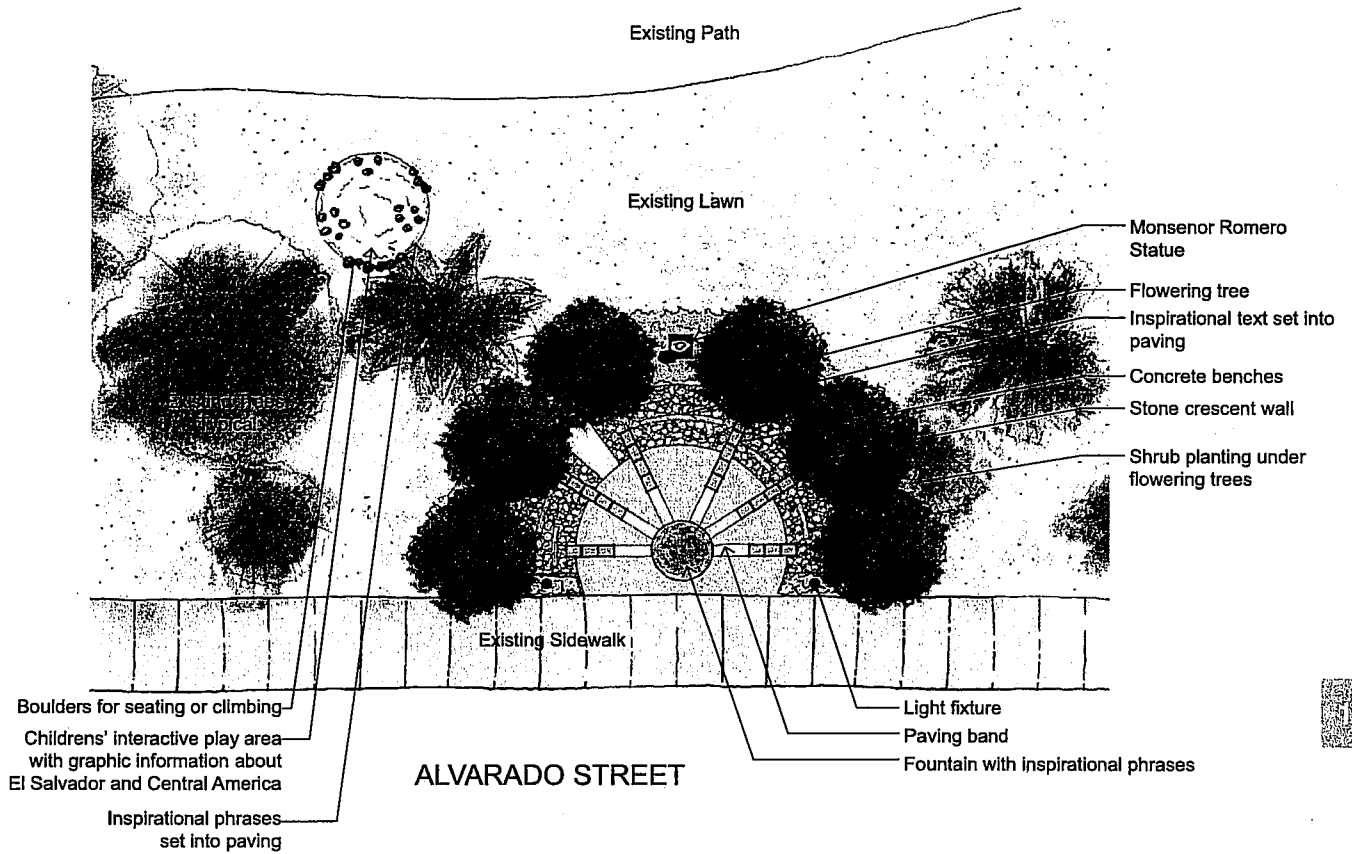 Existing Path
Existing Lawn
Monsenor Romero
Statue
Flowering tree
Inspirational text set into
paving
Concrete benches
Stone crescent wall
Shrub planting under
flowering trees
Existing Sidewalk
Boulders for seating or climbing
Childrens' interactive play area
with graphic information about
El Salvador and Central America
Inspirational phrases
set into paving
ALVARADO STREET
Light fixture
Paving band
Fountain with inspirational phrases